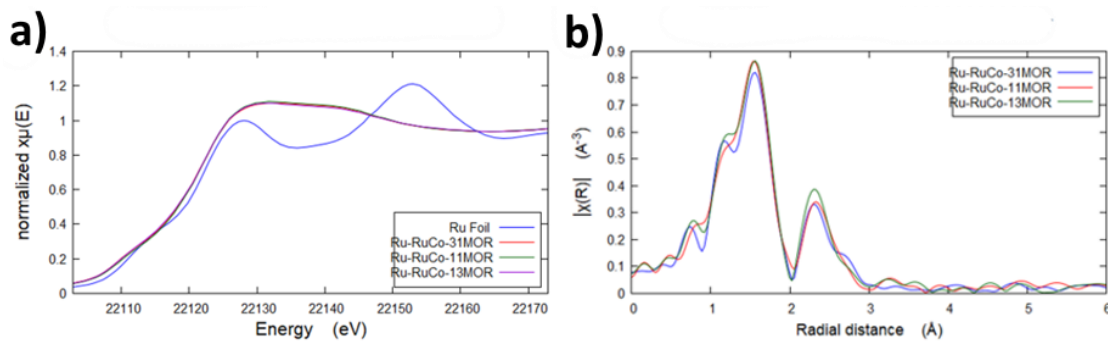 a)
normalized xμ(E)
1.4
1.2
1
0.8
0.6
0.4
0.2
0
22110
22120
22130
22140
22150
22160
22170
Energy (eV)
Ru Foil
Ru-RuCo-31MOR
Ru-RuCo-11MOR
Ru-RuCo-13MOR
b)
|χ(R)| (A⁻³)
0.9
0.8
0.7
0.6
0.5
0.4
0.3
0.2
0.1
0
0
1
2
3
4
5
6
Radial distance (Å)
Ru-RuCo-31MOR
Ru-RuCo-11MOR
Ru-RuCo-13MOR